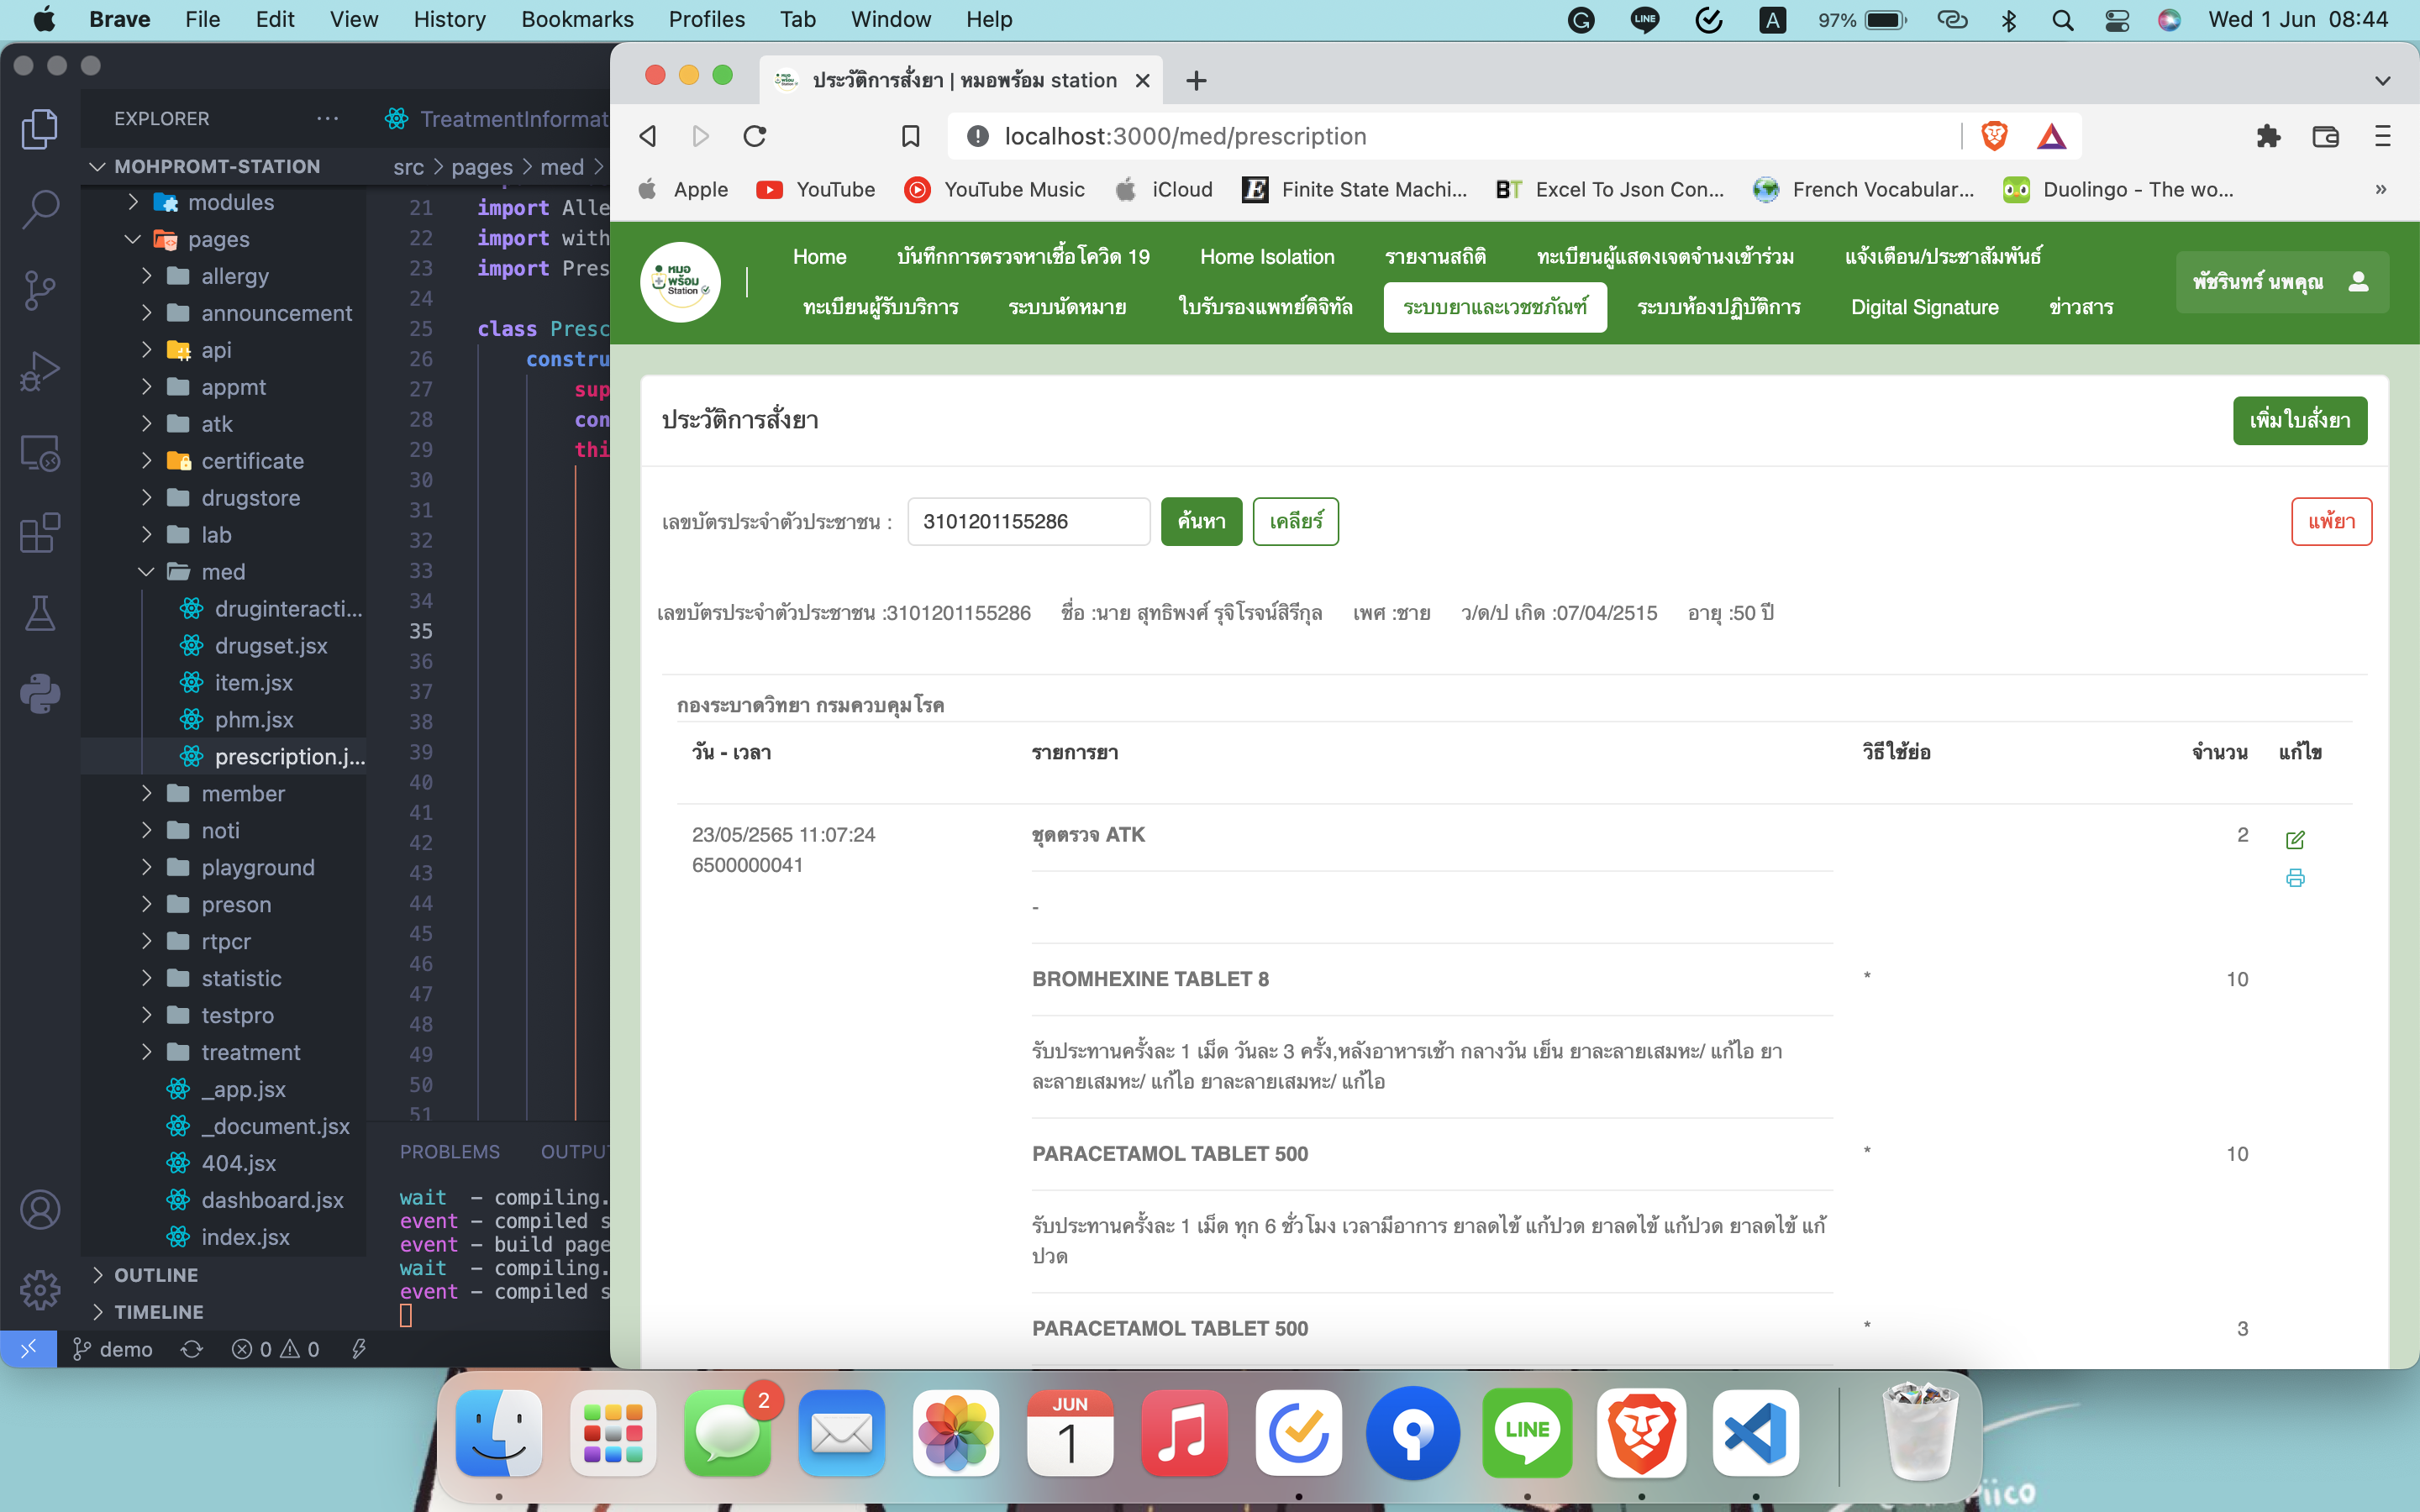 Brave File Edit View History Bookmarks Profiles Tab Window Help
LINE A 97% Wed 1 Jun 08:44
EXPLORER
MOHPROMT-STATION
modules
pages
allergy
announcement
api
appmt
atk
certificate
drugstore
lab
med
druginteracti...
drugset.jsx
item.jsx
phm.jsx
prescription.j...
member
noti
playground
preson
rtpcr
statistic
testpro
treatment
_app.jsx
_document.jsx
404.jsx
dashboard.jsx
index.jsx
OUTLINE
TIMELINE
demo 0 0
TreatmentInformat
src > pages > med >
21 import Alle
22 import with
23 import Pres
24
25 class Presc
26 constru
27 sup
28 con
29 thi
30
31
32
33
34
35
36
37
38
39
40
41
42
43
44
45
46
47
48
49
50
51
PROBLEMS OUTPU
wait - compiling.
event - compiled s
event - build page
wait - compiling.
event - compiled s
ประวัติการสั่งยา | หมอพร้อม station
localhost:3000/med/prescription
Apple YouTube YouTube Music iCloud Finite State Machi... BT Excel To Json Con... French Vocabular... Duolingo - The wo... »
หมอ
พร้อม
Station
Home บันทึกการตรวจหาเชื้อโควิด 19 Home Isolation รายงานสถิติ ทะเบียนผู้แสดงเจตจำนงเข้าร่วม แจ้งเตือน/ประชาสัมพันธ์
ทะเบียนผู้รับบริการ ระบบนัดหมาย ใบรับรองแพทย์ดิจิทัล ระบบยาและเวชชภัณฑ์ ระบบห้องปฏิบัติการ Digital Signature ข่าวสาร
พัชรินทร์ นพคุณ
ประวัติการสั่งยา เพิ่มใบสั่งยา
เลขบัตรประจำตัวประชาชน : 3101201155286 ค้นหา เคลียร์ แพ้ยา
เลขบัตรประจำตัวประชาชน :3101201155286 ชื่อ :นาย สุทธิพงศ์ รุจิโรจน์สิรีกุล เพศ :ชาย ว/ด/ป เกิด :07/04/2515 อายุ :50 ปี
กองระบาดวิทยา กรมควบคุมโรค
วัน - เวลา รายการยา วิธีใช้ย่อ จำนวน แก้ไข
23/05/2565 11:07:24 ชุดตรวจ ATK 2
6500000041
-
BROMHEXINE TABLET 8 * 10
รับประทานครั้งละ 1 เม็ด วันละ 3 ครั้ง,หลังอาหารเช้า กลางวัน เย็น ยาละลายเสมหะ/ แก้ไอ ยา
ละลายเสมหะ/ แก้ไอ ยาละลายเสมหะ/ แก้ไอ
PARACETAMOL TABLET 500 * 10
รับประทานครั้งละ 1 เม็ด ทุก 6 ชั่วโมง เวลามีอาการ ยาลดไข้ แก้ปวด ยาลดไข้ แก้ปวด ยาลดไข้ แก้
ปวด
PARACETAMOL TABLET 500 * 3
2
JUN
1
LINE